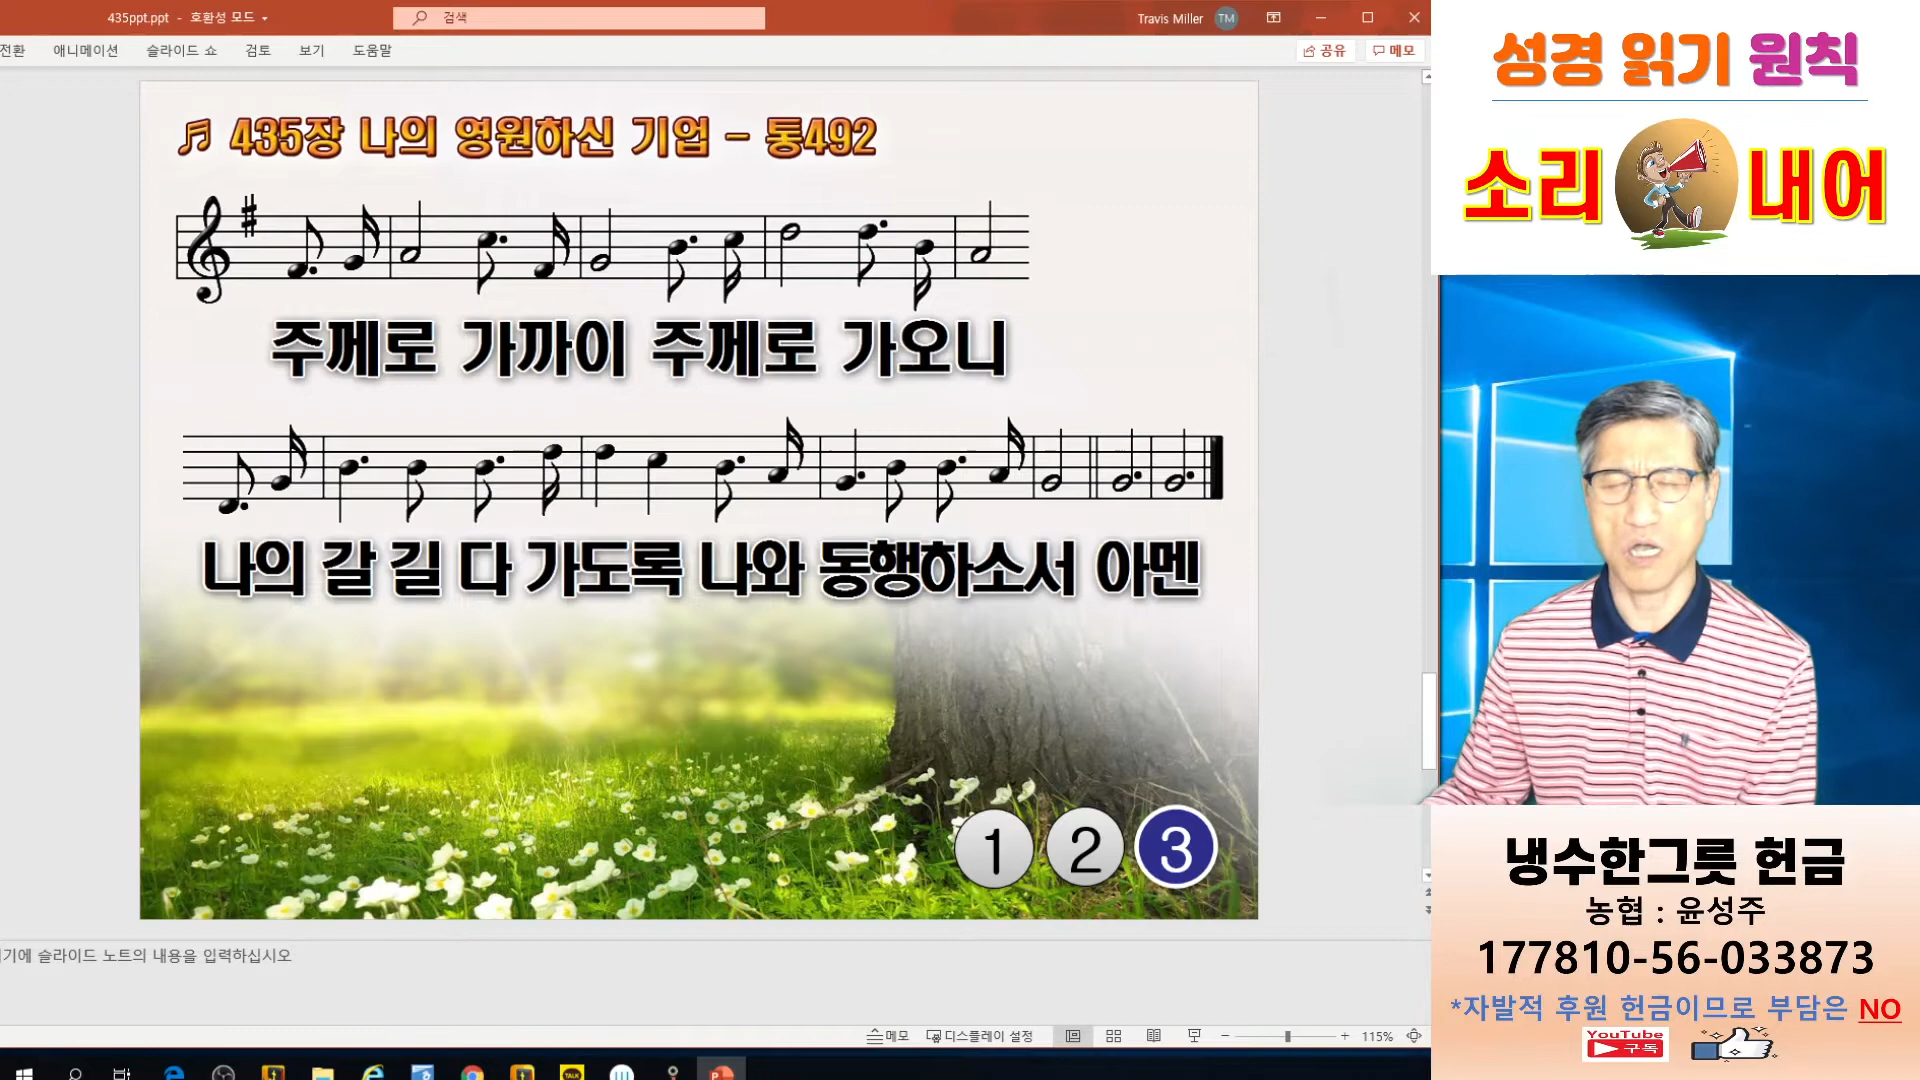 435ppt.ppt - 호환성 모드
검색
Travis Miller TM
전환 애니메이션 슬라이드 쇼 검토 보기 도움말
공유 메모
435장 나의 영원하신 기업 - 통492
주께로 가까이 주께로 가오니
나의 갈 길 다 가도록 나와 동행하소서 아멘
1 2 3
기에 슬라이드 노트의 내용을 입력하십시오
메모 디스플레이 설정 115%
TALK
성경 읽기 원칙
소리 내어
냉수한그릇 헌금
농협 : 윤성주
177810-56-033873
*자발적 후원 헌금이므로 부담은 NO
YouTube
구독